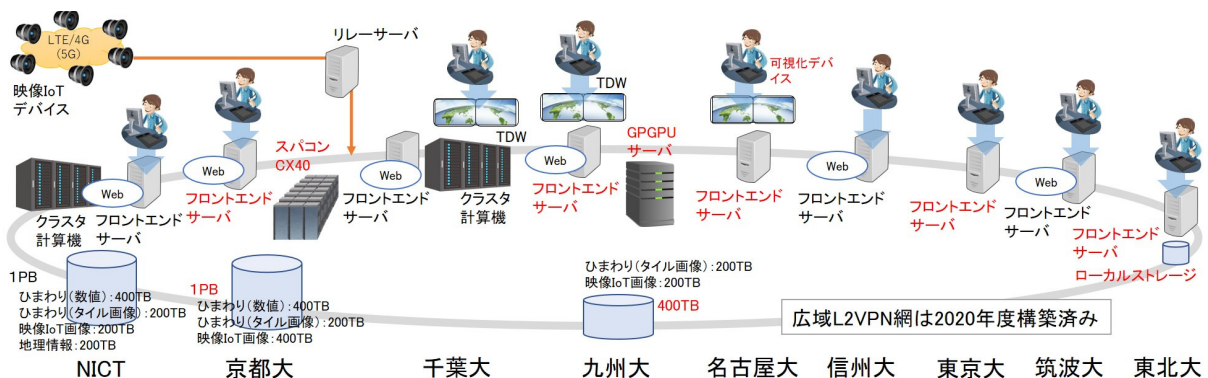 LTE/4G
(5G)
映像IoT
デバイス
リレーサーバ
TDW
TDW
可視化デバ
イス
スパコン
CX40
GPGPU
サーバ
Web
Web
Web
Web
Web
Web
クラスタ
計算機
フロントエンド
サーバ
フロントエンド
サーバ
フロントエンド
サーバ
クラスタ
計算機
フロントエンド
サーバ
フロントエンド
サーバ
フロントエンド
サーバ
フロントエンド
サーバ
フロントエンド
サーバ
フロントエンド
サーバ
ローカルストレージ
1PB
ひまわり(数値):400TB
ひまわり(タイル画像):200TB
映像IoT画像:200TB
地理情報:200TB
1PB
ひまわり(数値):400TB
ひまわり(タイル画像):200TB
映像IoT画像:400TB
ひまわり(タイル画像):200TB
映像IoT画像:200TB
400TB
広域L2VPN網は2020年度構築済み
NICT
京都大
千葉大
九州大
名古屋大
信州大
東京大
筑波大
東北大